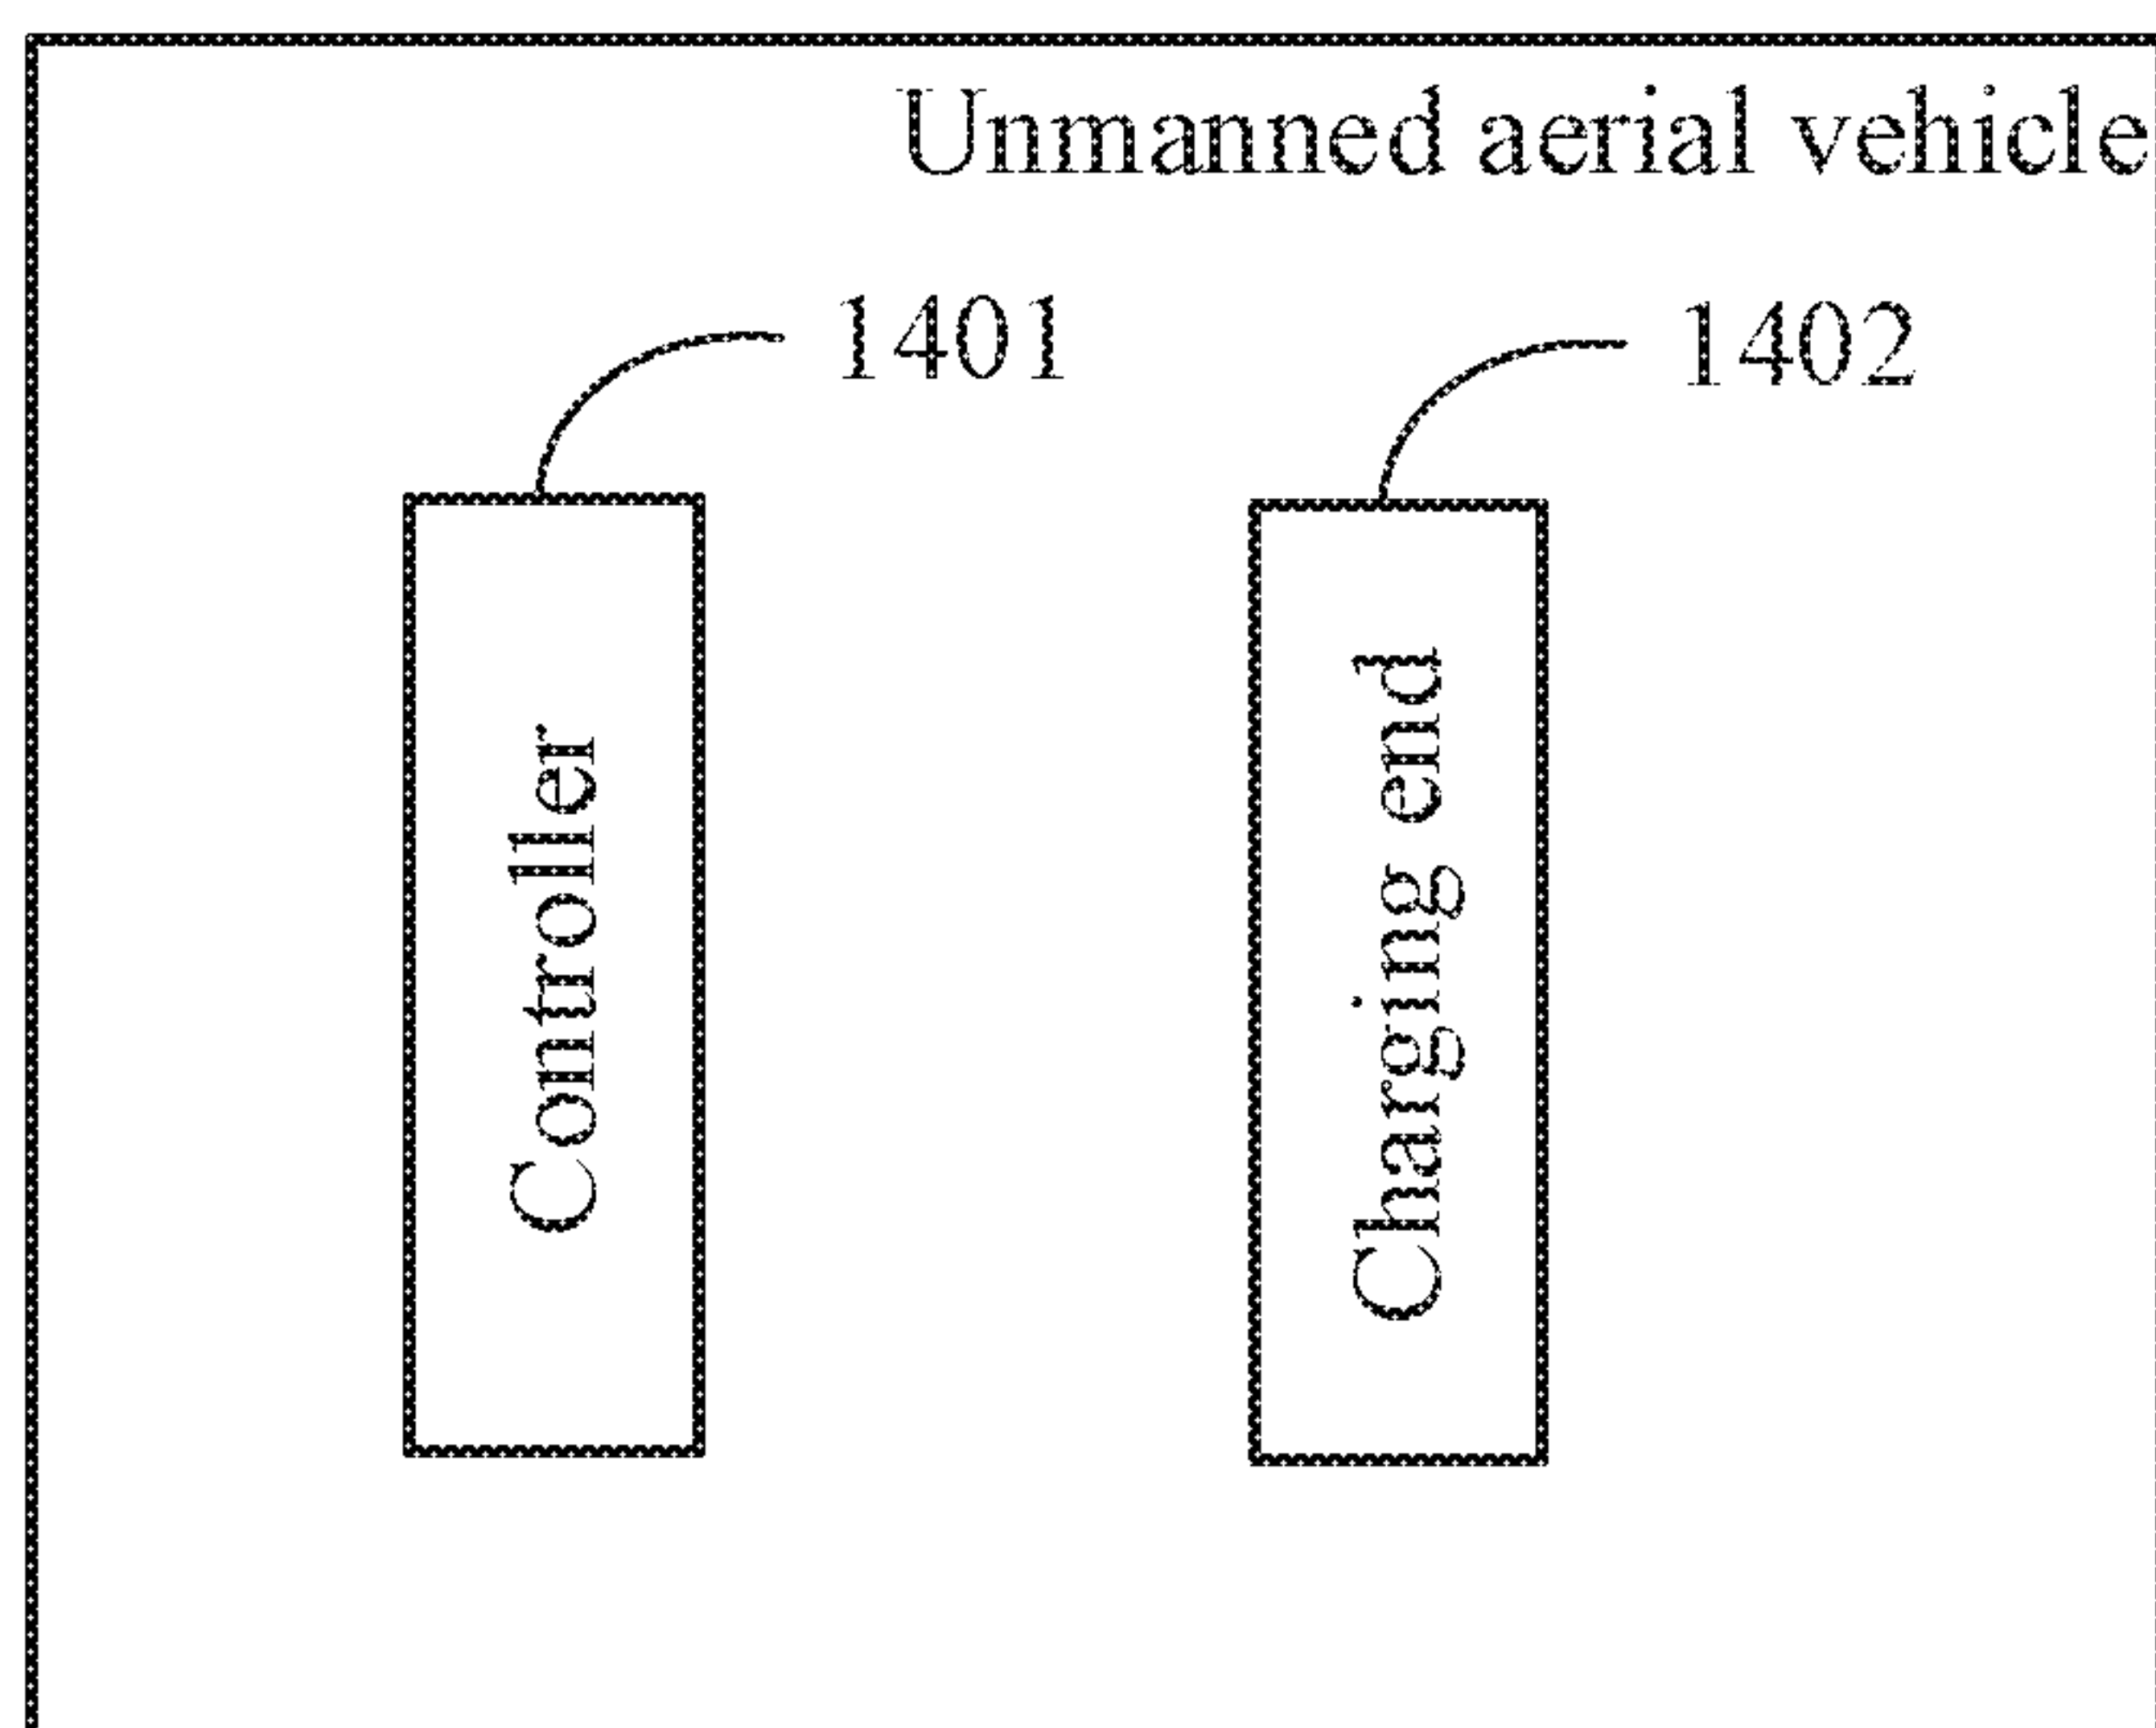 Unmanned aerial vehicle
1401
1402
Controller
Charging end